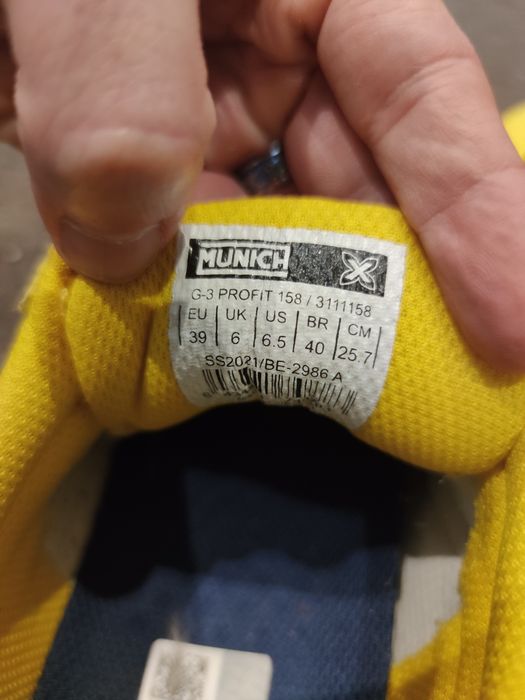 MUNICH
G-3 PROFIT 158 / 3111158
EU UK US BR CM
39 6 6.5 40 25.7
SS2021/BE-2986 A